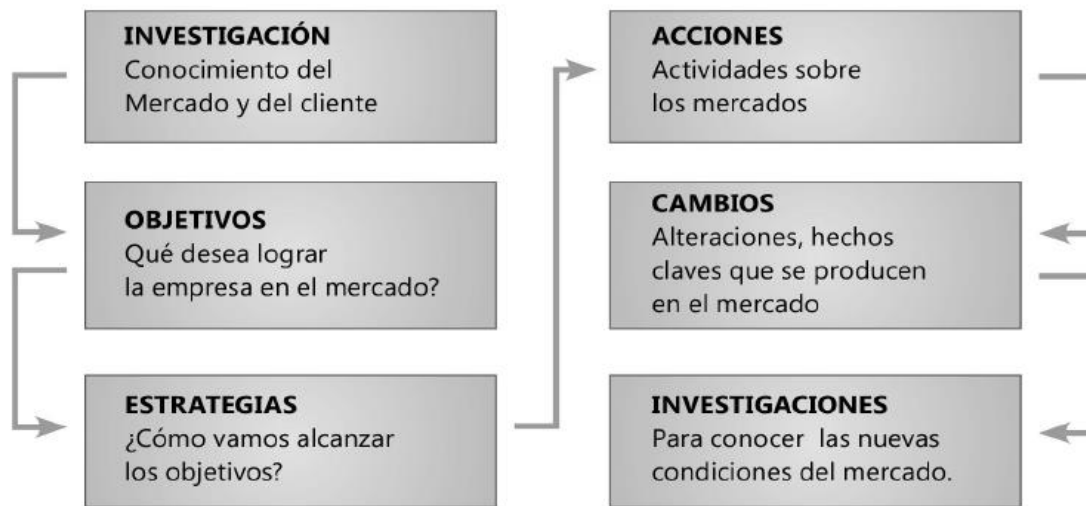 INVESTIGACIÓN
Conocimiento del
Mercado y del cliente
OBJETIVOS
Qué desea lograr
la empresa en el mercado?
ESTRATEGIAS
¿Cómo vamos alcanzar
los objetivos?
ACCIONES
Actividades sobre
los mercados
CAMBIOS
Alteraciones, hechos
claves que se producen
en el mercado
INVESTIGACIONES
Para conocer las nuevas
condiciones del mercado.